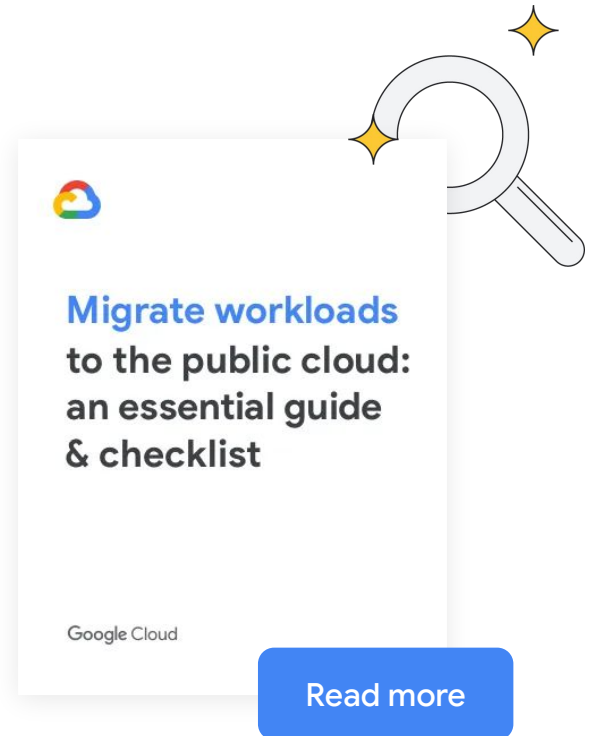 Migrate workloads
to the public cloud:
an essential guide
& checklist
Google Cloud
Read more